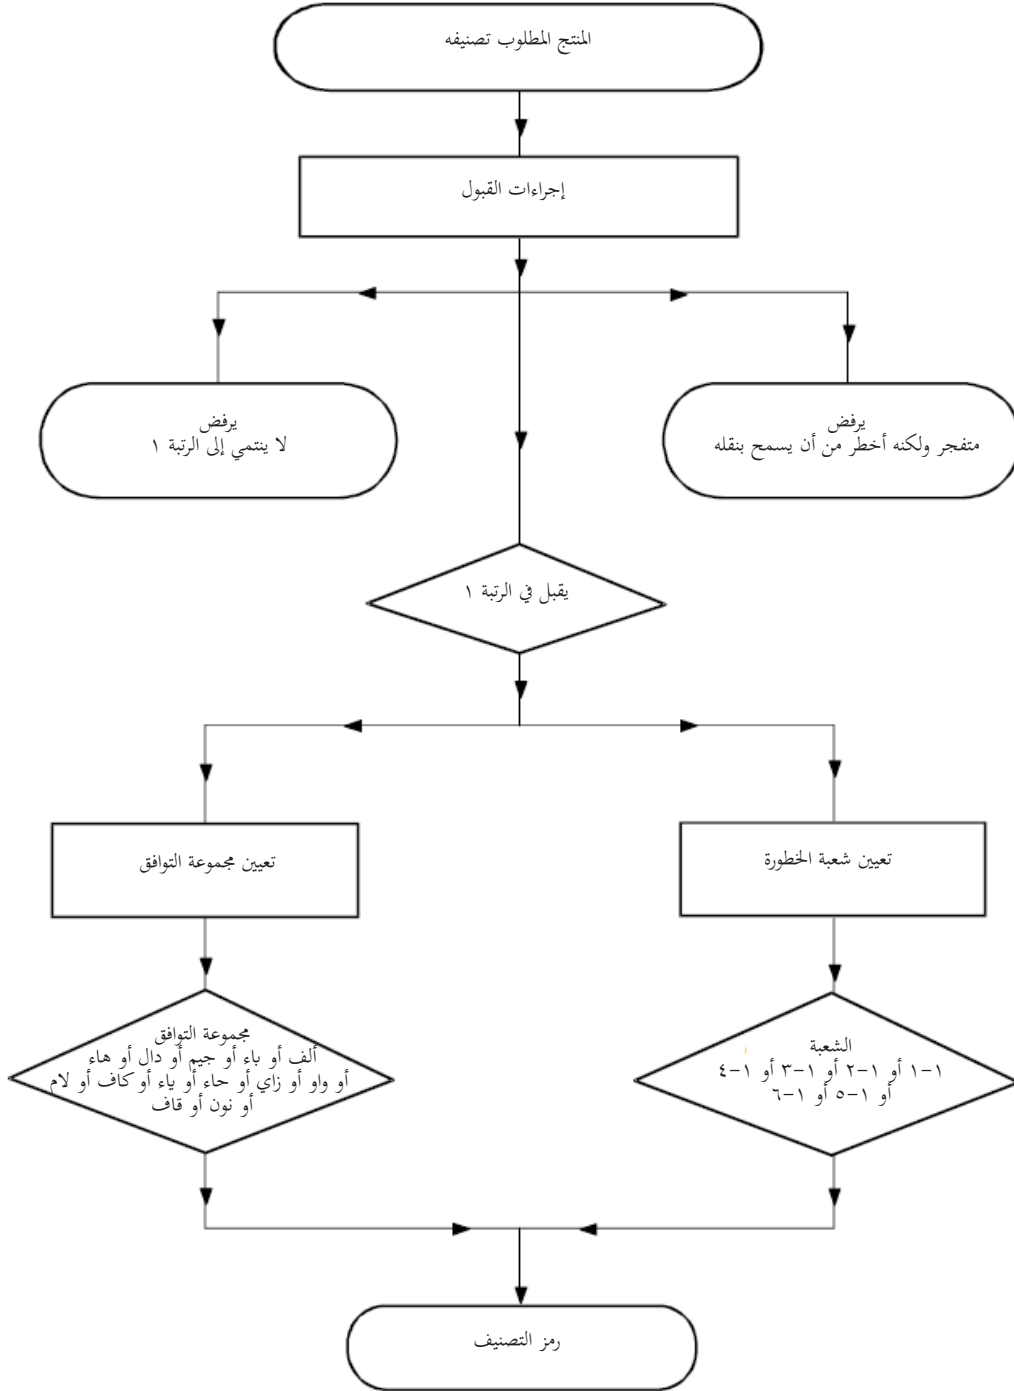 المنتج المطلوب تصنيفه
إجراءات القبول
يرفض
متفجر ولكنه أخطر من أن يسمح بنقله
يرفض
لا ينتمي إلى الرتبة ١
يقبل في الرتبة ١
تعيين شعبة الخطورة
تعيين مجموعة التوافق
الشعبة
١-١ أو ١-٢ أو ١-٣ أو ١-٤
أو ١-٥ أو ١-٦
مجموعة التوافق
ألف أو باء أو جيم أو دال أو هاء
أو واو أو زاي أو حاء أو ياء أو كاف أو لام
أو نون أو قاف
رمز التصنيف